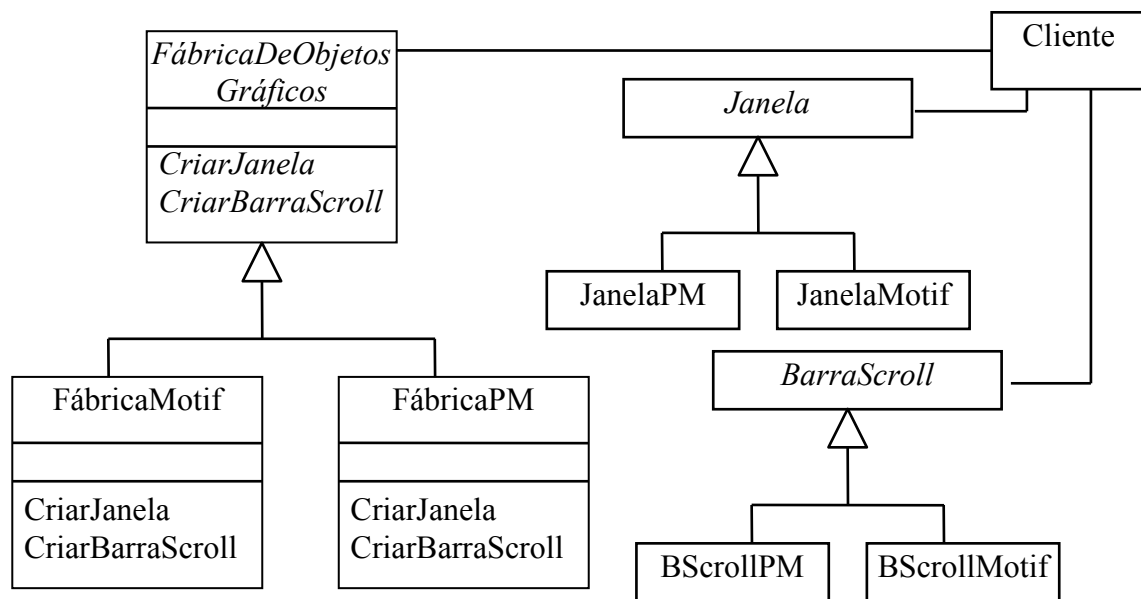 FábricaDeObjetos
Gráficos
CriarJanela
CriarBarraScroll
Cliente
Janela
JanelaPM
JanelaMotif
BarraScroll
FábricaMotif
CriarJanela
CriarBarraScroll
FábricaPM
CriarJanela
CriarBarraScroll
BScrollPM
BScrollMotif